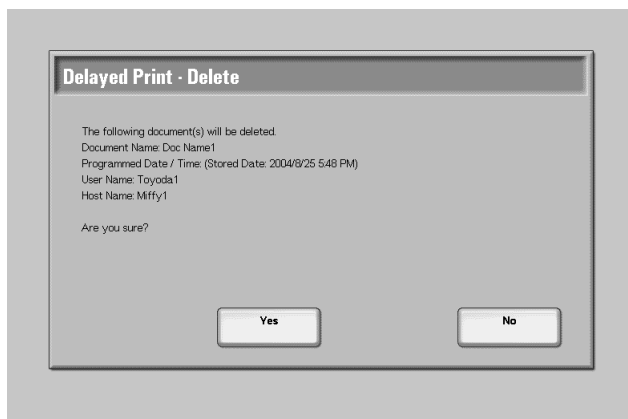 Delayed Print - Delete
The following document(s) will be deleted.
Document Name: Doc Name1
Programmed Date / Time: (Stored Date: 2004/8/25 5:48 PM)
User Name: Toyoda1
Host Name: Miffy1
Are you sure?
Yes
No